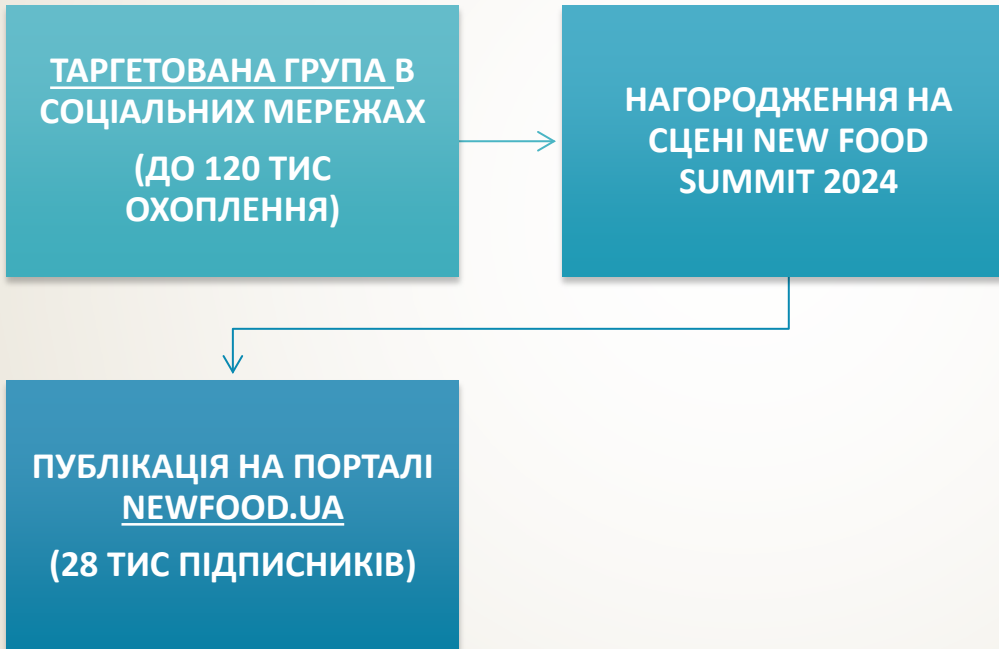 ТАРГЕТОВАНА ГРУПА В
СОЦІАЛЬНИХ МЕРЕЖАХ
(ДО 120 ТИС
ОХОПЛЕННЯ)
НАГОРОДЖЕННЯ НА
СЦЕНІ NEW FOOD
SUMMIT 2024
ПУБЛІКАЦІЯ НА ПОРТАЛІ
NEWFOOD.UA
(28 ТИС ПІДПИСНИКІВ)